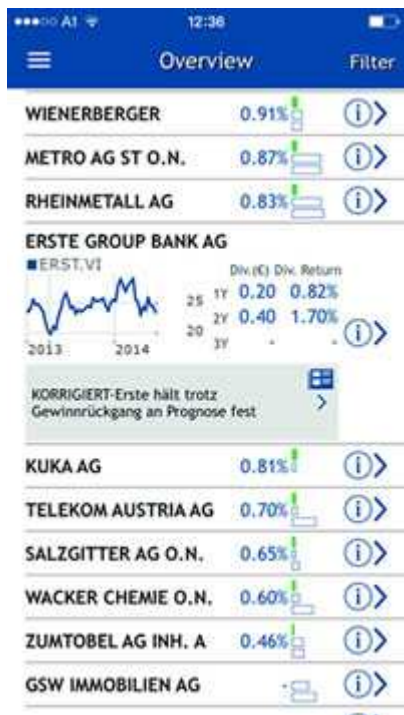 A1 12:36
Overview Filter
WIENERBERGER 0.91%
METRO AG ST O.N. 0.87%
RHEINMETALL AG 0.83%
ERSTE GROUP BANK AG
ERST.VI
Div.(€) Div. Return
25 1Y 0.20 0.82%
2Y 0.40 1.70%
20 3Y - -
2013 2014
KORRIGIERT-Erste hält trotz
Gewinnrückgang an Prognose fest
KUKA AG 0.81%
TELEKOM AUSTRIA AG 0.70%
SALZGITTER AG O.N. 0.65%
WACKER CHEMIE O.N. 0.60%
ZUMTOBEL AG INH. A 0.46%
GSW IMMOBILIEN AG -